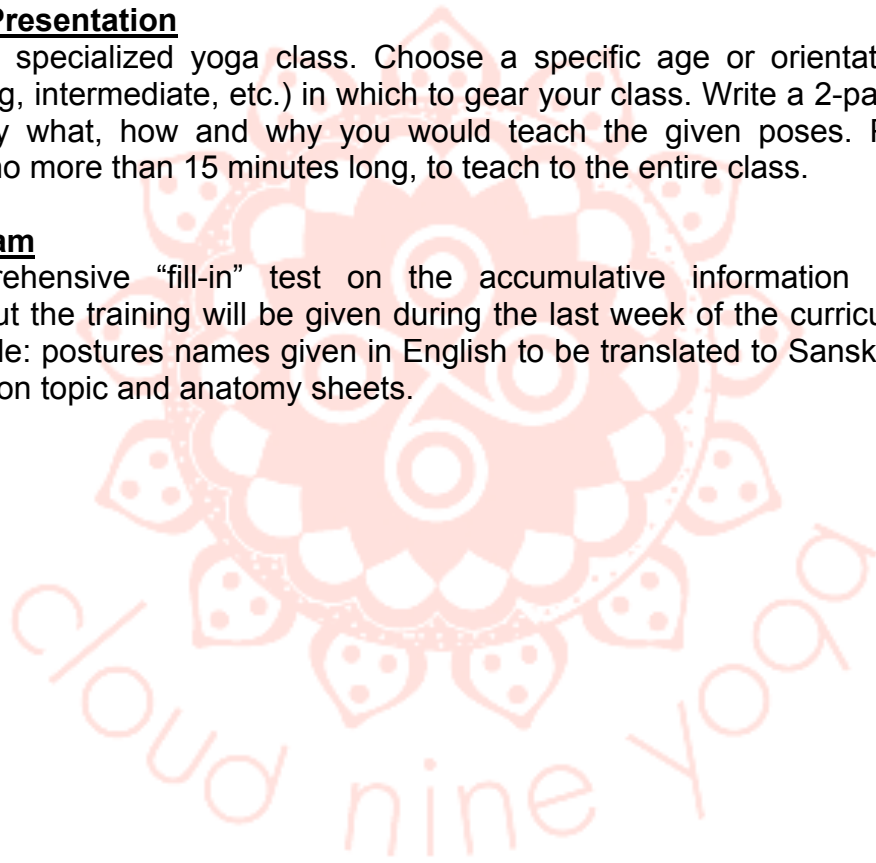 Presentation
specialized yoga class. Choose a specific age or orientat
g, intermediate, etc.) in which to gear your class. Write a 2-pa
y what, how and why you would teach the given poses.
no more than 15 minutes long, to teach to the entire class.
am
rehensive “fill-in” test on the accumulative information
ut the training will be given during the last week of the curricu
le: postures names given in English to be translated to Sansk
on topic and anatomy sheets.
cloud nine yoga